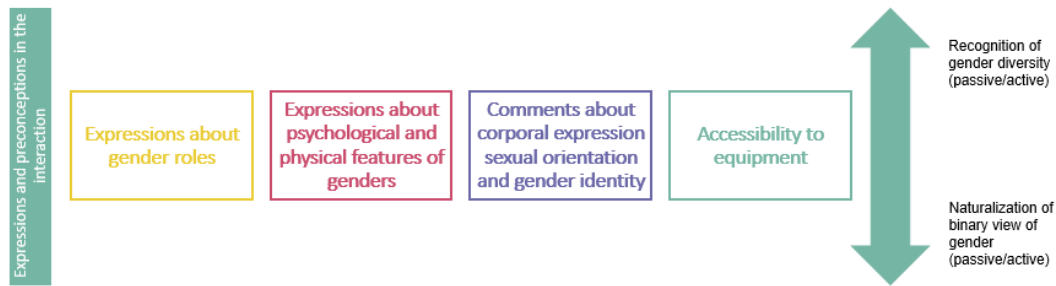 Expressions and preconceptions in the
interaction
Expressions about
gender roles
Expressions about
psychological and
physical features of
genders
Comments about
corporal expression
sexual orientation
and gender identity
Accessibility to
equipment
Recognition of
gender diversity
(passive/active)
Naturalization of
binary view of
gender
(passive/active)